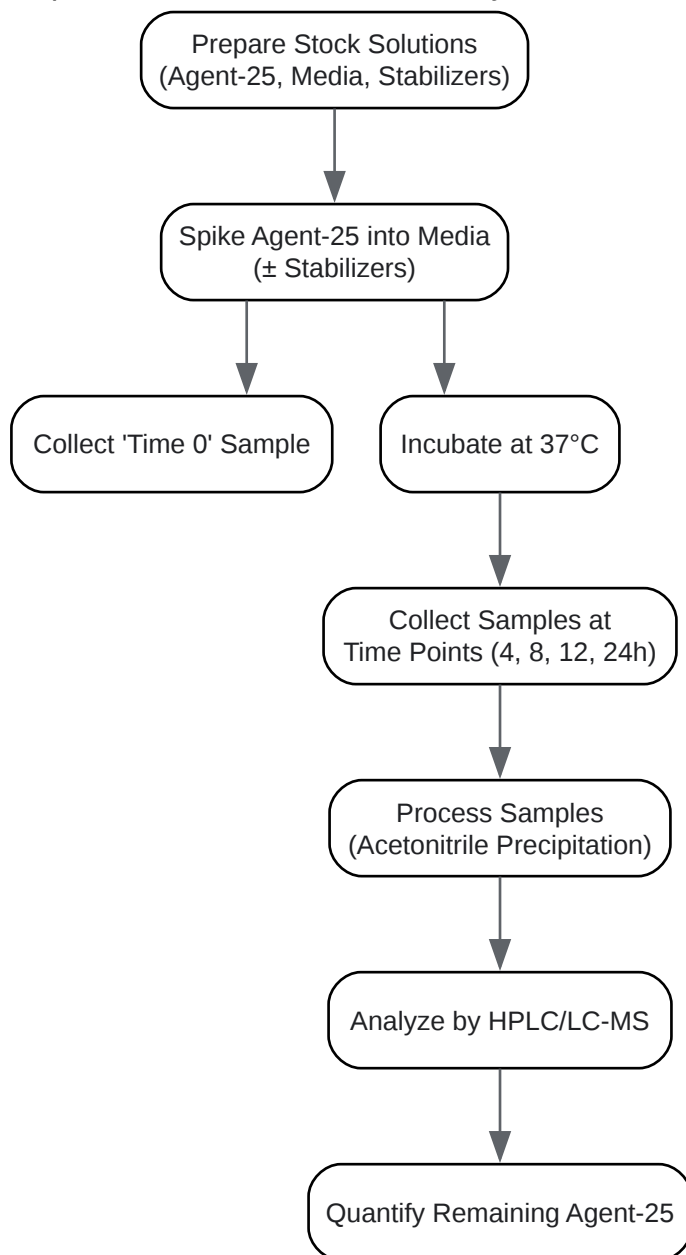 Prepare Stock Solutions
(Agent-25, Media, Stabilizers)
Spike Agent-25 into Media
(± Stabilizers)
Collect 'Time 0' Sample
Incubate at 37°C
Collect Samples at
Time Points (4, 8, 12, 24h)
Process Samples
(Acetonitrile Precipitation)
Analyze by HPLC/LC-MS
Quantify Remaining Agent-25